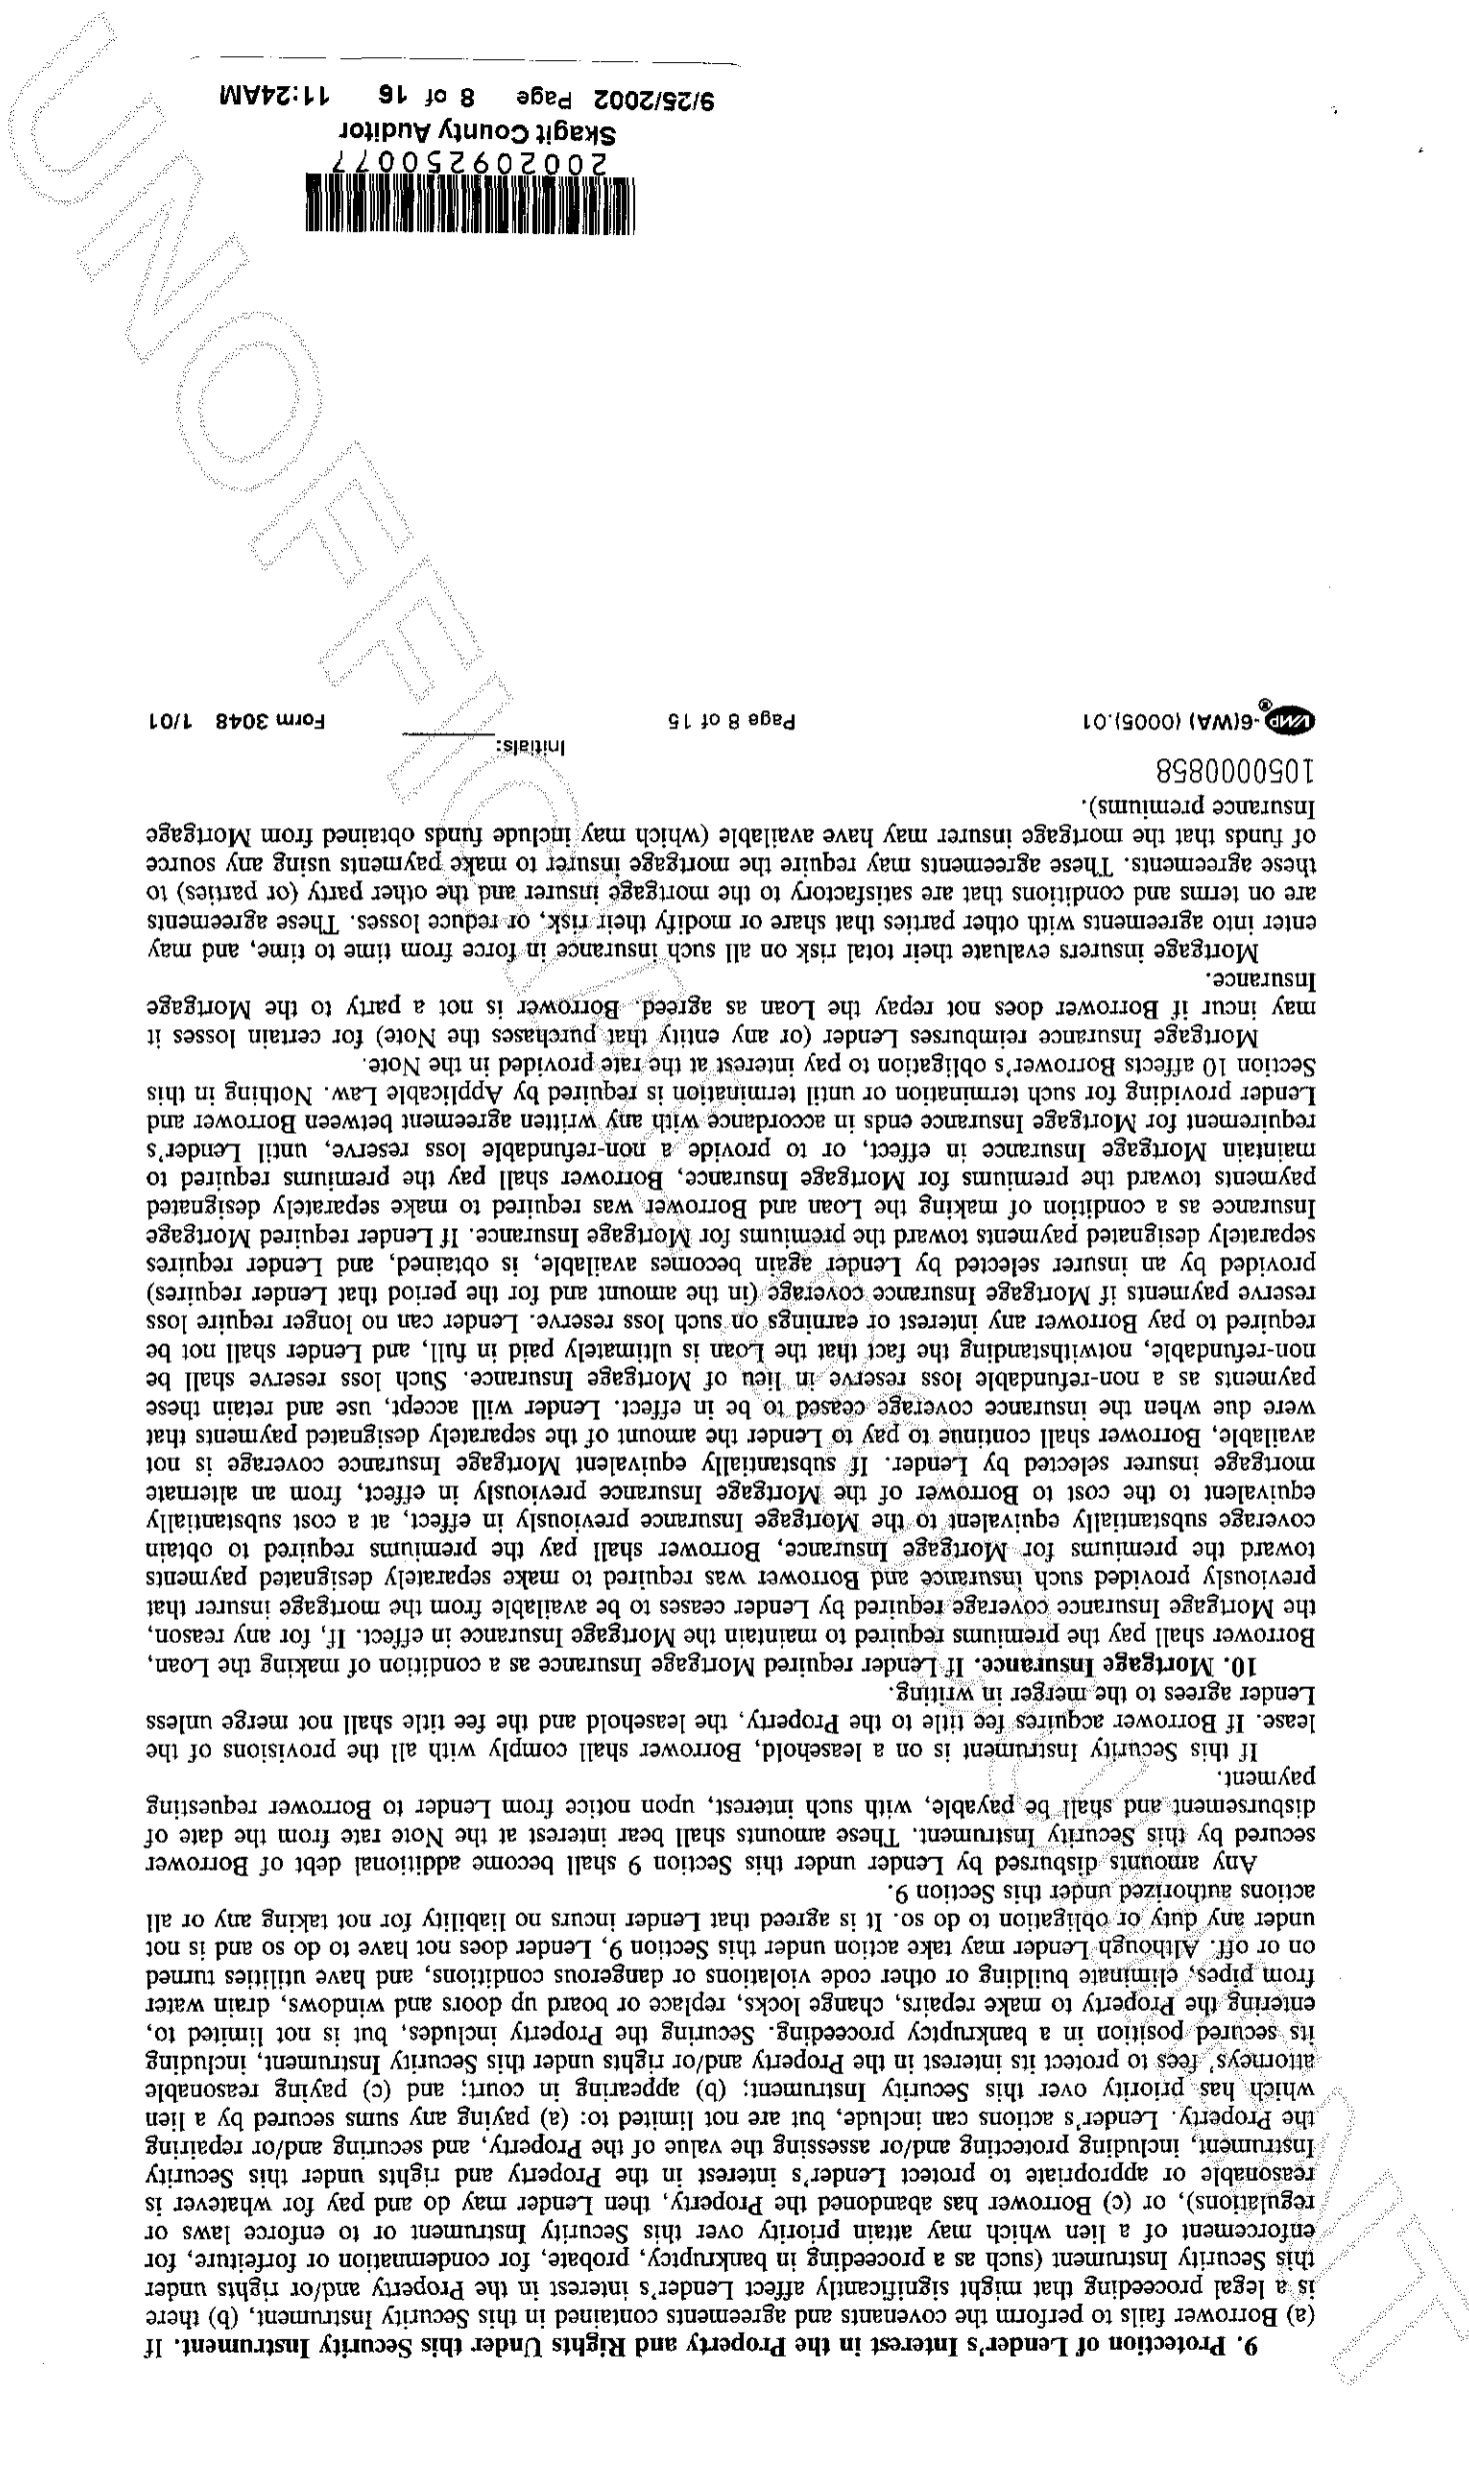 9. Protection of Lender's Interest in the Property and Rights Under this Security Instrument. If
(a) Borrower fails to perform the covenants and agreements contained in this Security Instrument, (b) there
is a legal proceeding that might significantly affect Lender's interest in the Property and/or rights under
this Security Instrument (such as a proceeding in bankruptcy, probate, for condemnation or forfeiture, for
enforcement of a lien which may attain priority over this Security Instrument or to enforce laws or
regulations), or (c) Borrower has abandoned the Property, then Lender may do and pay for whatever is
reasonable or appropriate to protect Lender's interest in the Property and rights under this Security
Instrument, including protecting and/or assessing the value of the Property, and securing and/or repairing
the Property. Lender's actions can include, but are not limited to: (a) paying any sums secured by a lien
which has priority over this Security Instrument; (b) appearing in court; and (c) paying reasonable
attorneys' fees to protect its interest in the Property and/or rights under this Security Instrument, including
its secured position in a bankruptcy proceeding. Securing the Property includes, but is not limited to,
entering the Property to make repairs, change locks, replace or board up doors and windows, drain water
from pipes, eliminate building or other code violations or dangerous conditions, and have utilities turned
on or off. Although Lender may take action under this Section 9, Lender does not have to do so and is not
under any duty or obligation to do so. It is agreed that Lender incurs no liability for not taking any or all
actions authorized under this Section 9.
Any amounts disbursed by Lender under this Section 9 shall become additional debt of Borrower
secured by this Security Instrument. These amounts shall bear interest at the Note rate from the date of
disbursement and shall be payable, with such interest, upon notice from Lender to Borrower requesting
payment.
If this Security Instrument is on a leasehold, Borrower shall comply with all the provisions of the
lease. If Borrower acquires fee title to the Property, the leasehold and the fee title shall not merge unless
Lender agrees to the merger in writing.
10. Mortgage Insurance. If Lender required Mortgage Insurance as a condition of making the Loan,
Borrower shall pay the premiums required to maintain the Mortgage Insurance in effect. If, for any reason,
the Mortgage Insurance coverage required by Lender ceases to be available from the mortgage insurer that
previously provided such insurance and Borrower was required to make separately designated payments
toward the premiums for Mortgage Insurance, Borrower shall pay the premiums required to obtain
coverage substantially equivalent to the Mortgage Insurance previously in effect, at a cost substantially
equivalent to the cost to Borrower of the Mortgage Insurance previously in effect, from an alternate
mortgage insurer selected by Lender. If substantially equivalent Mortgage Insurance coverage is not
available, Borrower shall continue to pay to Lender the amount of the separately designated payments that
were due when the insurance coverage ceased to be in effect. Lender will accept, use and retain these
payments as a non-refundable loss reserve in lieu of Mortgage Insurance. Such loss reserve shall be
non-refundable, notwithstanding the fact that the Loan is ultimately paid in full, and Lender shall not be
required to pay Borrower any interest or earnings on such loss reserve. Lender can no longer require loss
reserve payments if Mortgage Insurance coverage (in the amount and for the period that Lender requires)
provided by an insurer selected by Lender again becomes available, is obtained, and Lender requires
separately designated payments toward the premiums for Mortgage Insurance. If Lender required Mortgage
Insurance as a condition of making the Loan and Borrower was required to make separately designated
payments toward the premiums for Mortgage Insurance, Borrower shall pay the premiums required to
maintain Mortgage Insurance in effect, or to provide a non-refundable loss reserve, until Lender's
requirement for Mortgage Insurance ends in accordance with any written agreement between Borrower and
Lender providing for such termination or until termination is required by Applicable Law. Nothing in this
Section 10 affects Borrower's obligation to pay interest at the rate provided in the Note.
Mortgage Insurance reimburses Lender (or any entity that purchases the Note) for certain losses it
may incur if Borrower does not repay the Loan as agreed. Borrower is not a party to the Mortgage
Insurance.
Mortgage insurers evaluate their total risk on all such insurance in force from time to time, and may
enter into agreements with other parties that share or modify their risk, or reduce losses. These agreements
are on terms and conditions that are satisfactory to the mortgage insurer and the other party (or parties) to
these agreements. These agreements may require the mortgage insurer to make payments using any source
of funds that the mortgage insurer may have available (which may include funds obtained from Mortgage
Insurance premiums).
1050000858
Initials:
VMP®-6(WA) (0005).01 Page 8 of 15 Form 3048 1/01
200209250077
Skagit County Auditor
9/25/2002 Page 8 of 16 11:24AM
UNOFFICIAL DOCUMENT